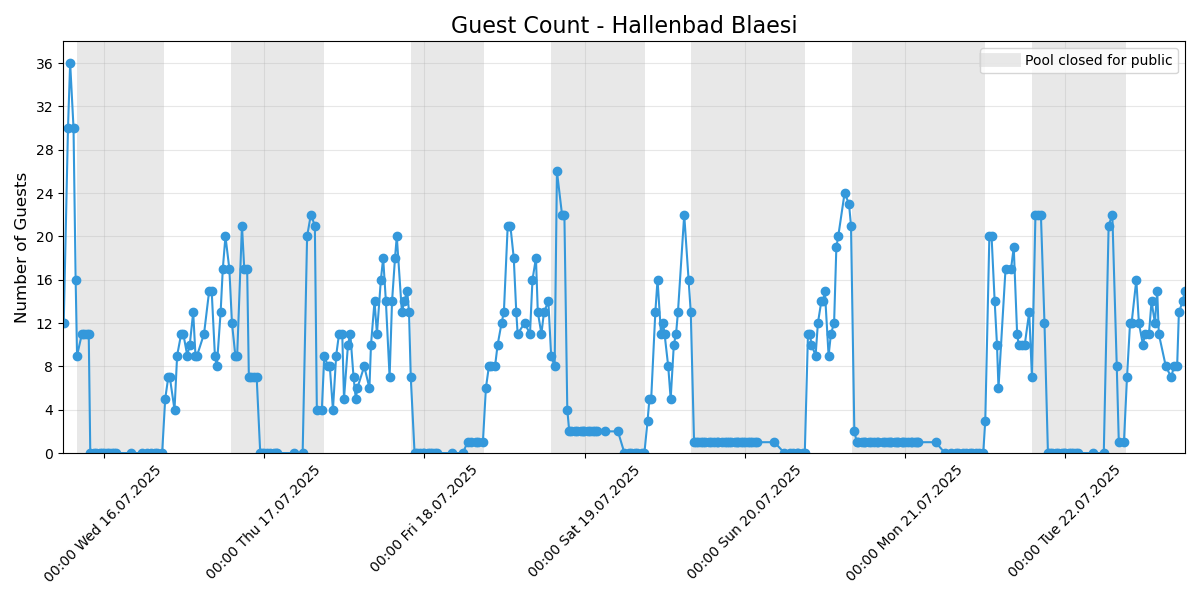 Guest Count - Hallenbad Blaesi
Pool closed for public
Number of Guests
36
32
28
24
20
16
12
8
4
0
00:00 Wed 16.07.2025
00:00 Thu 17.07.2025
00:00 Fri 18.07.2025
00:00 Sat 19.07.2025
00:00 Sun 20.07.2025
00:00 Mon 21.07.2025
00:00 Tue 22.07.2025